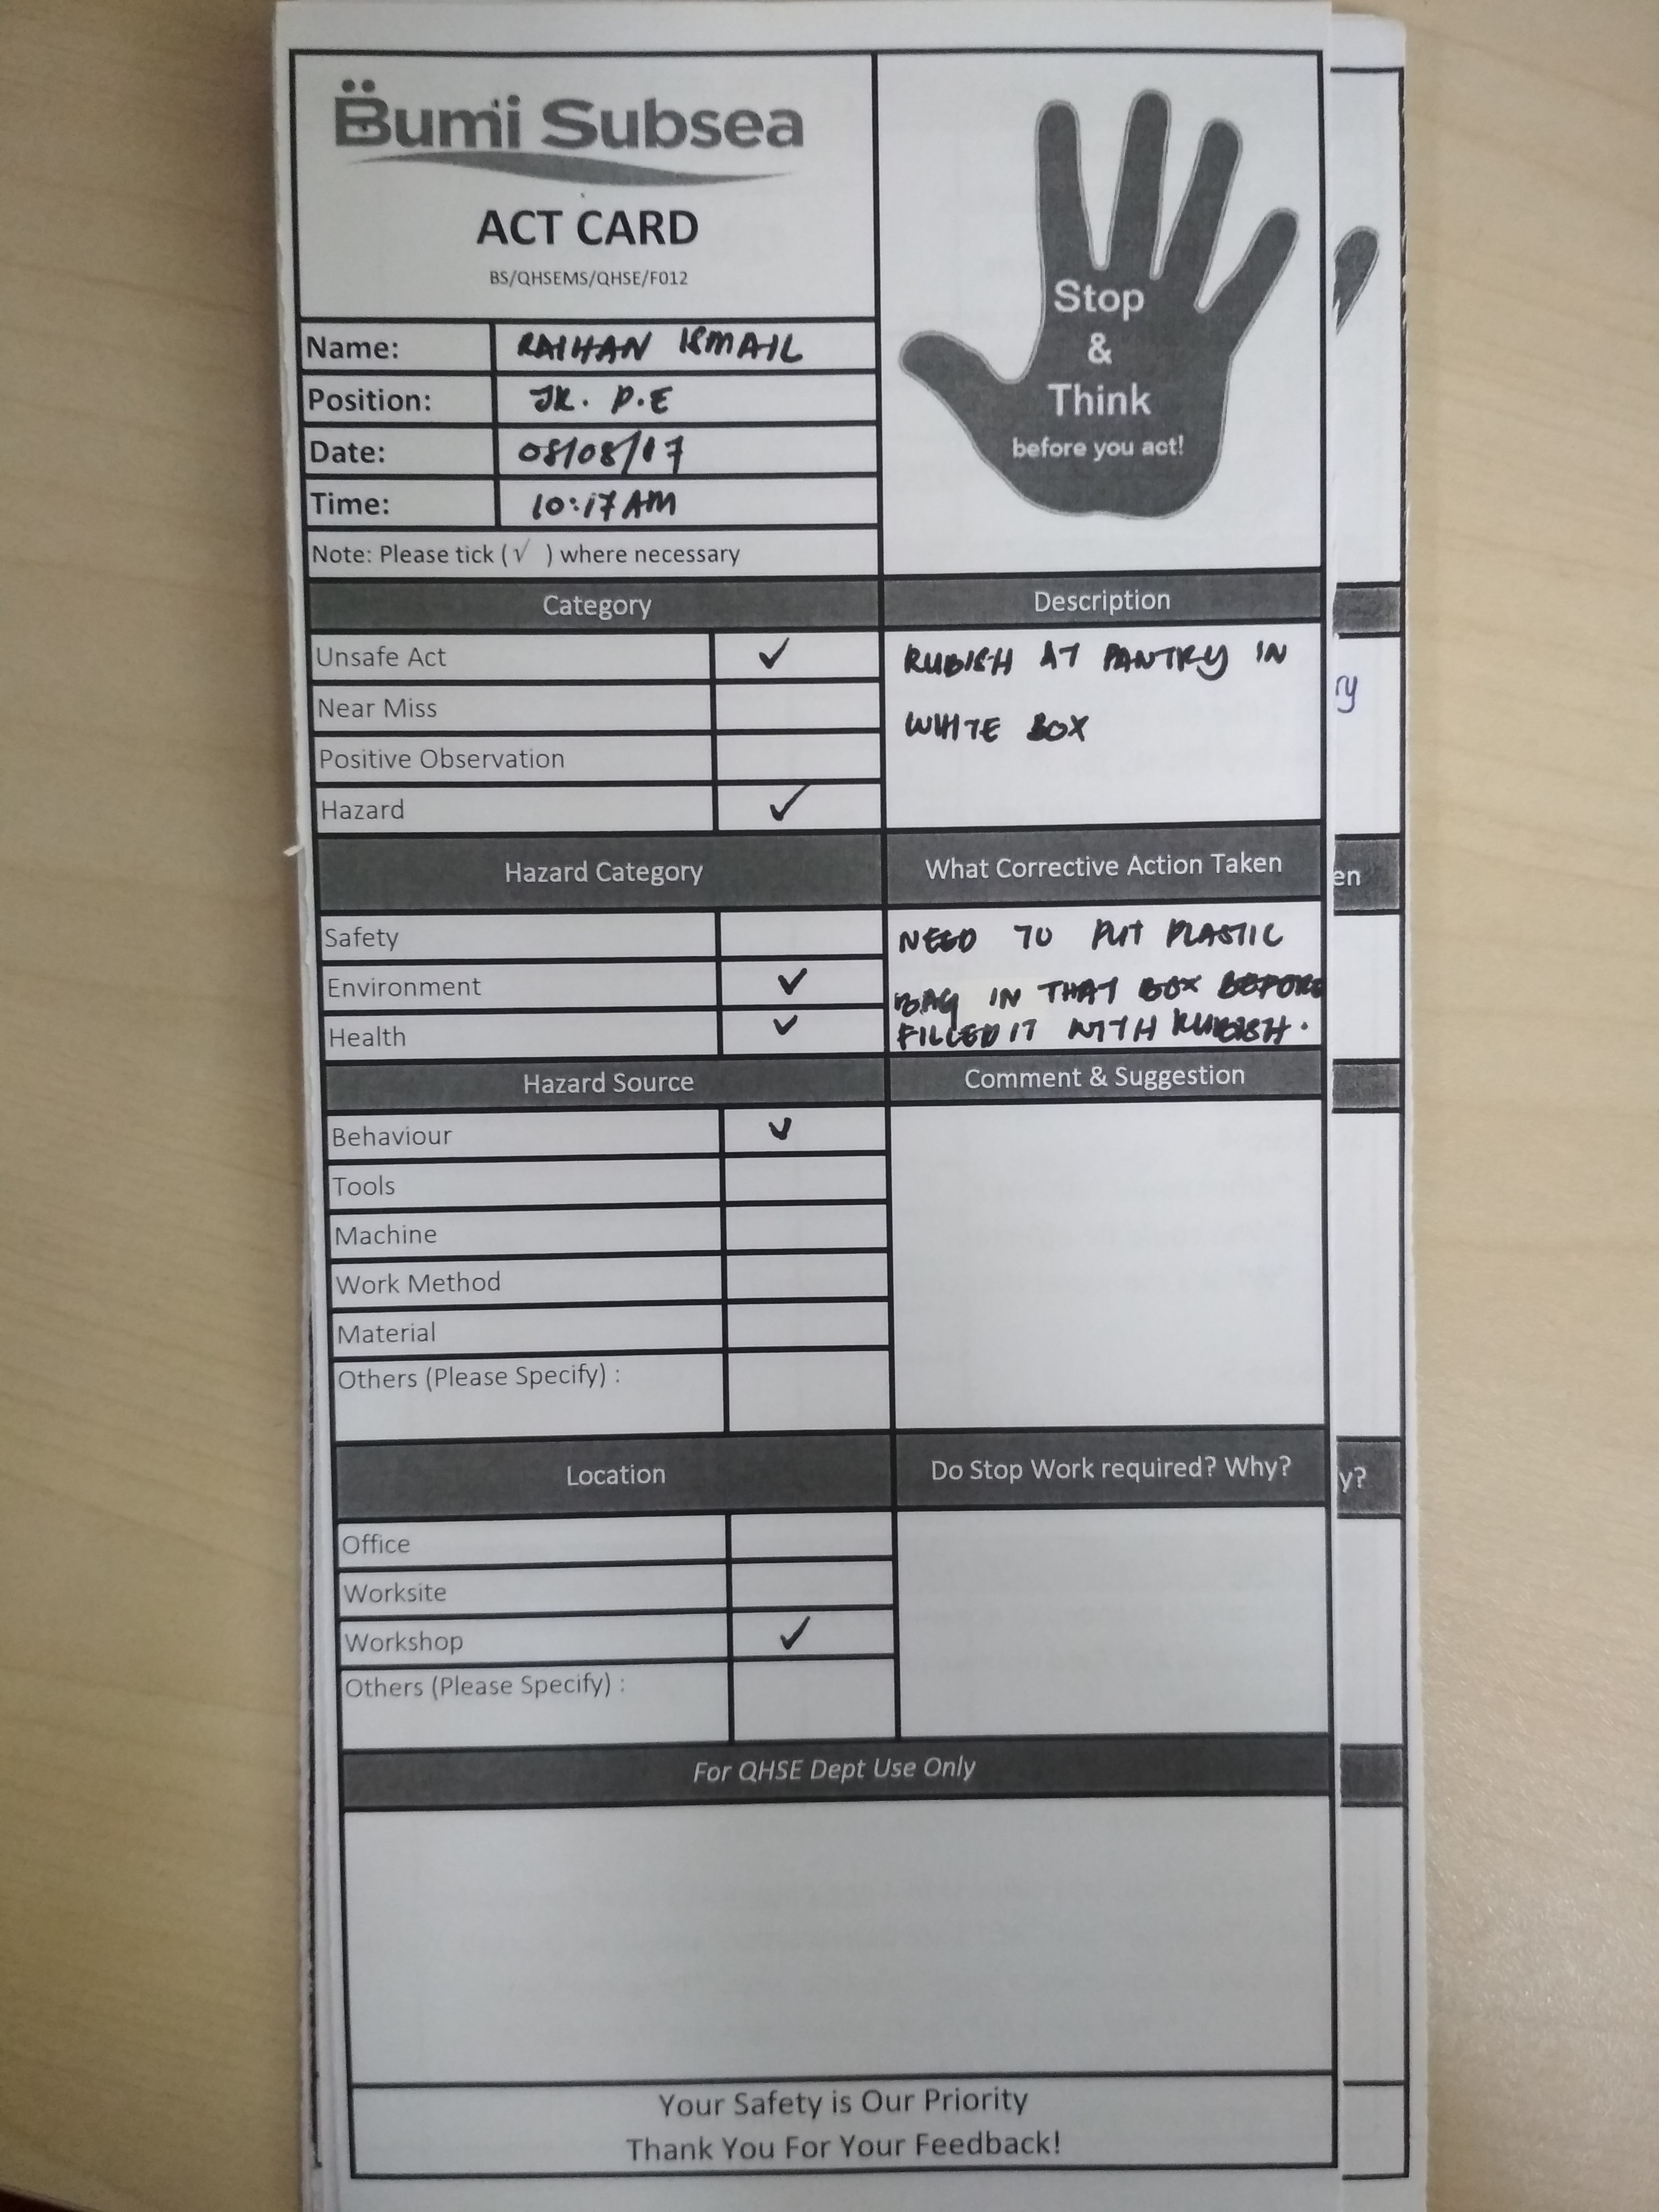 Bumi Subsea
ACT CARD
BS/QHSEMS/QHSE/F012
Stop
&
Think
before you act!
Name: RAIHAN ISMAIL
Position: JR. P.E
Date: 08/08/17
Time: 10:17 AM
Note: Please tick (√ ) where necessary
Category
Unsafe Act ✓
Near Miss
Positive Observation
Hazard ✓
Description
RUBISH AT PANTRY IN
WHITE BOX
Hazard Category
Safety
Environment ✓
Health ✓
What Corrective Action Taken
NEED TO PUT PLASTIC
BAG IN THAT BOX BEFORE
FILLED IT WITH RUBISH.
Hazard Source
Behaviour ✓
Tools
Machine
Work Method
Material
Others (Please Specify) :
Comment & Suggestion
Location
Office
Worksite
Workshop ✓
Others (Please Specify) :
Do Stop Work required? Why?
For QHSE Dept Use Only
Your Safety is Our Priority
Thank You For Your Feedback!
ry
en
y?